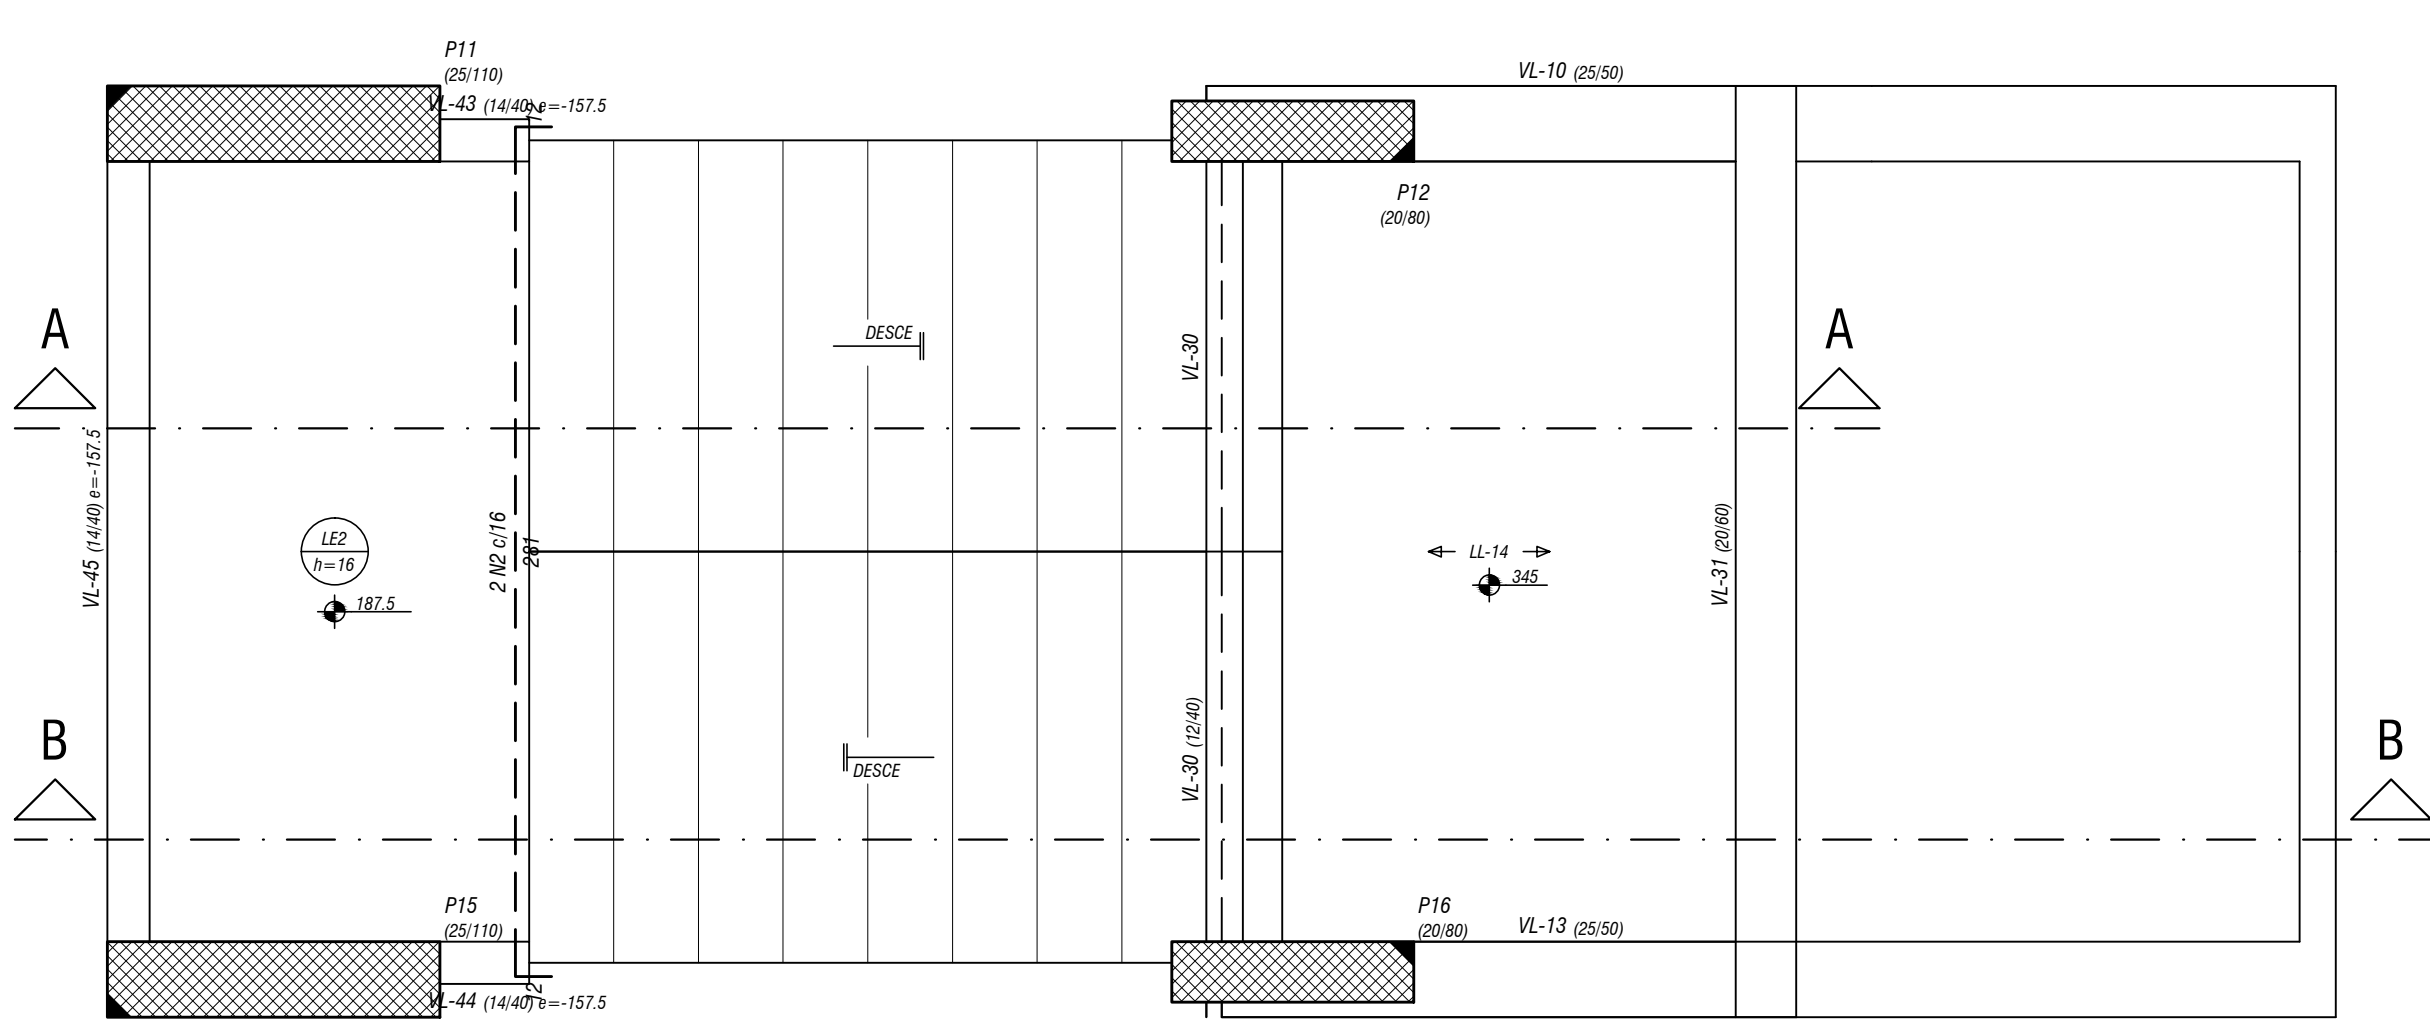 P11
(25/110)
VL-43 (14/40) e=-157.5
12
VL-10 (25/50)
P12
(20/80)
A
A
DESCE
VL-30
VL-45 (14/40) e=-157.5
LE2
h=16
187.5
2 N2 c/16
281
LL-14
345
VL-31 (20/60)
B
B
VL-30 (12/40)
DESCE
P15
(25/110)
P16
(20/80)
VL-13 (25/50)
12
VL-44 (14/40) e=-157.5